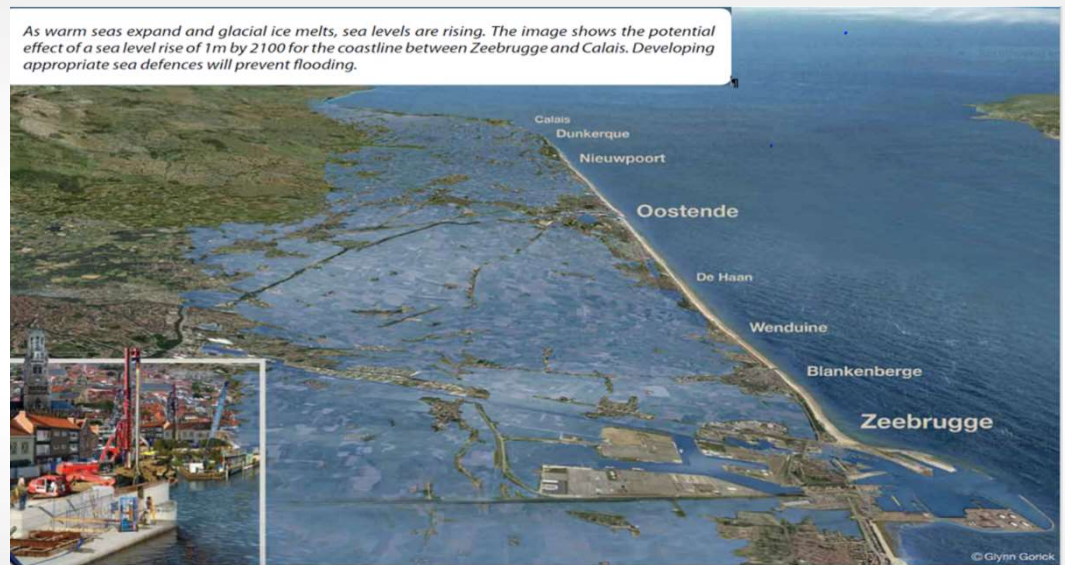 As warm seas expand and glacial ice melts, sea levels are rising. The image shows the potential
effect of a sea level rise of 1m by 2100 for the coastline between Zeebrugge and Calais. Developing
appropriate sea defences will prevent flooding.
Calais
Dunkerque
Nieuwpoort
Oostende
De Haan
Wenduine
Blankenberge
Zeebrugge
©Glynn Gorick